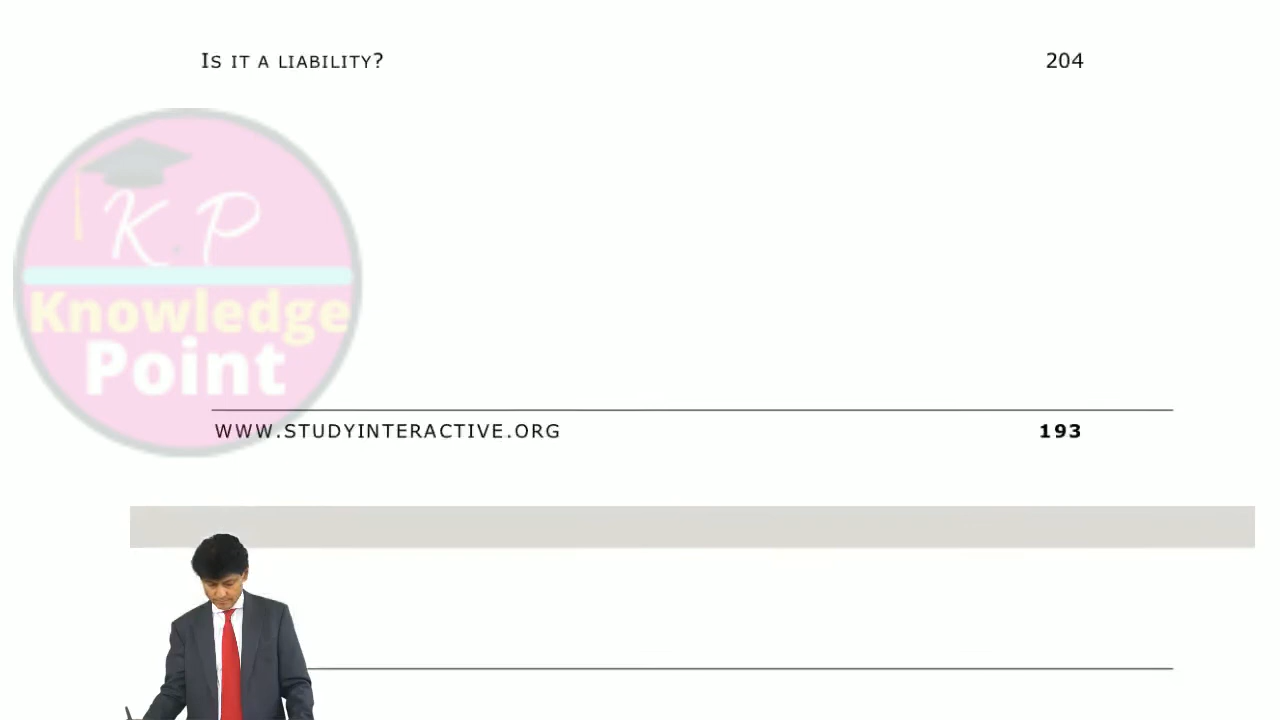 IS IT A LIABILITY? 204
K.P
Knowledge
Point
WWW.STUDYINTERACTIVE.ORG 193